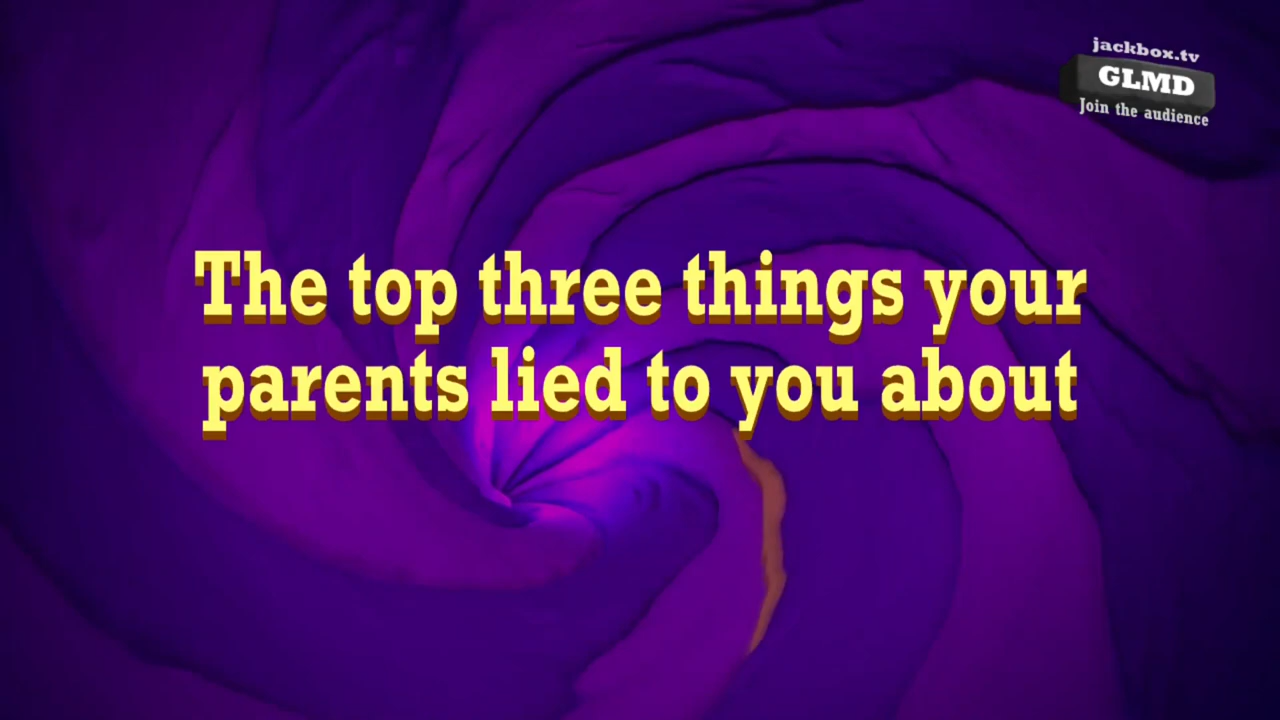 jackbox.tv
GLMD
Join the audience
The top three things your
parents lied to you about